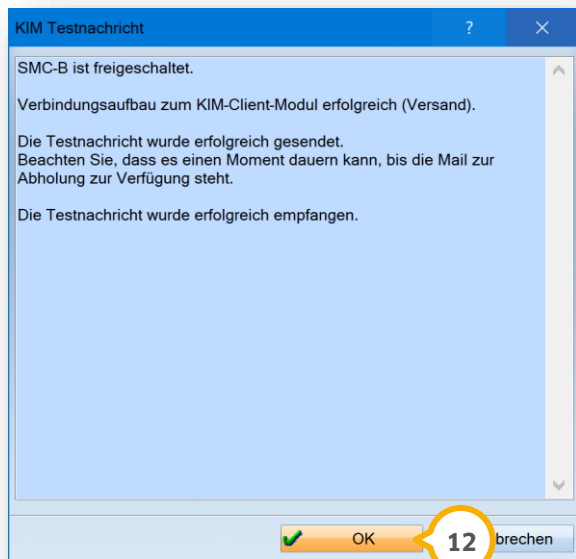 KIM Testnachricht
SMC-B ist freigeschaltet.
Verbindungsaufbau zum KIM-Client-Modul erfolgreich (Versand).
Die Testnachricht wurde erfolgreich gesendet.
Beachten Sie, dass es einen Moment dauern kann, bis die Mail zur
Abholung zur Verfügung steht.
Die Testnachricht wurde erfolgreich empfangen.
OK 12 brechen